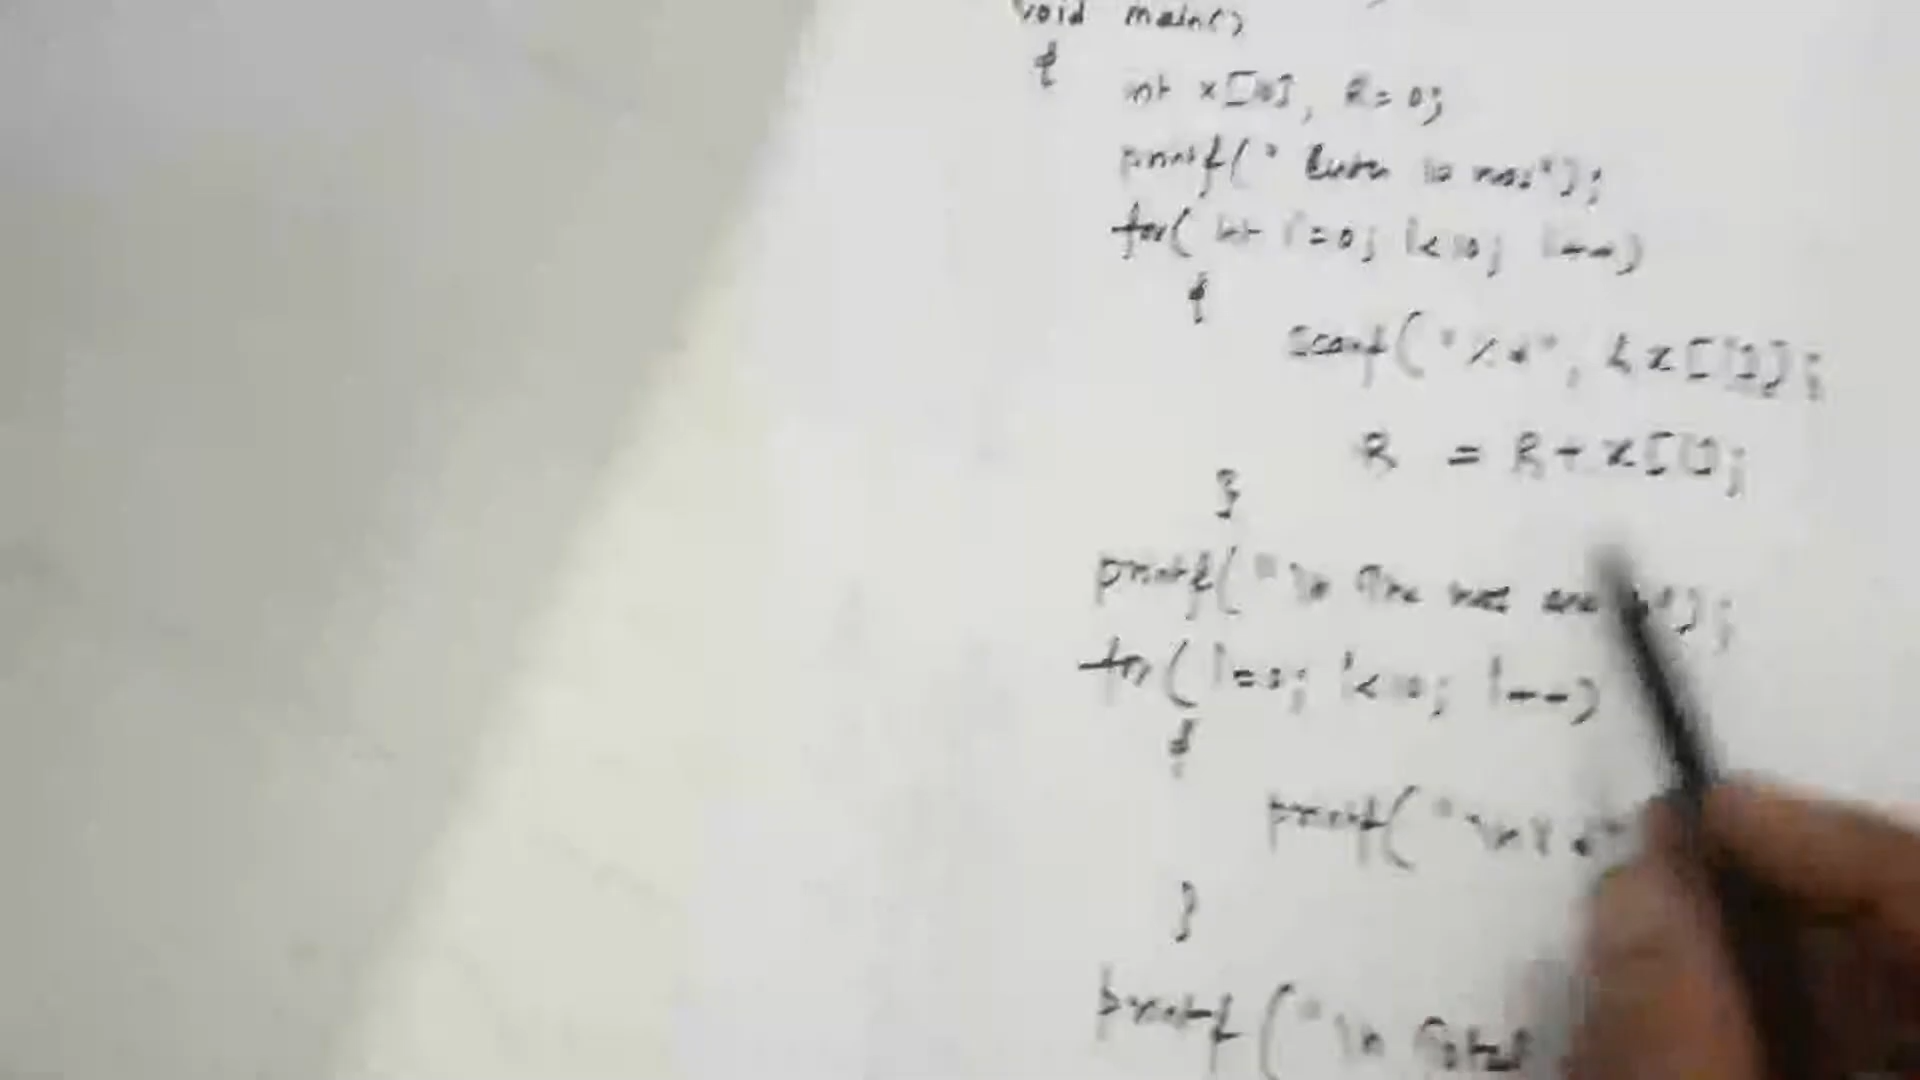 void main()
{
int x[10], R=0;
printf("Enter 10 nos");
for( int i=0; i<10; i++)
{
scanf("%d", &x[i]);
R = R+x[i];
}
printf("\n The nos are
for( i=0; i<10; i++)
{
printf("\n%d"
}
printf("\n Total